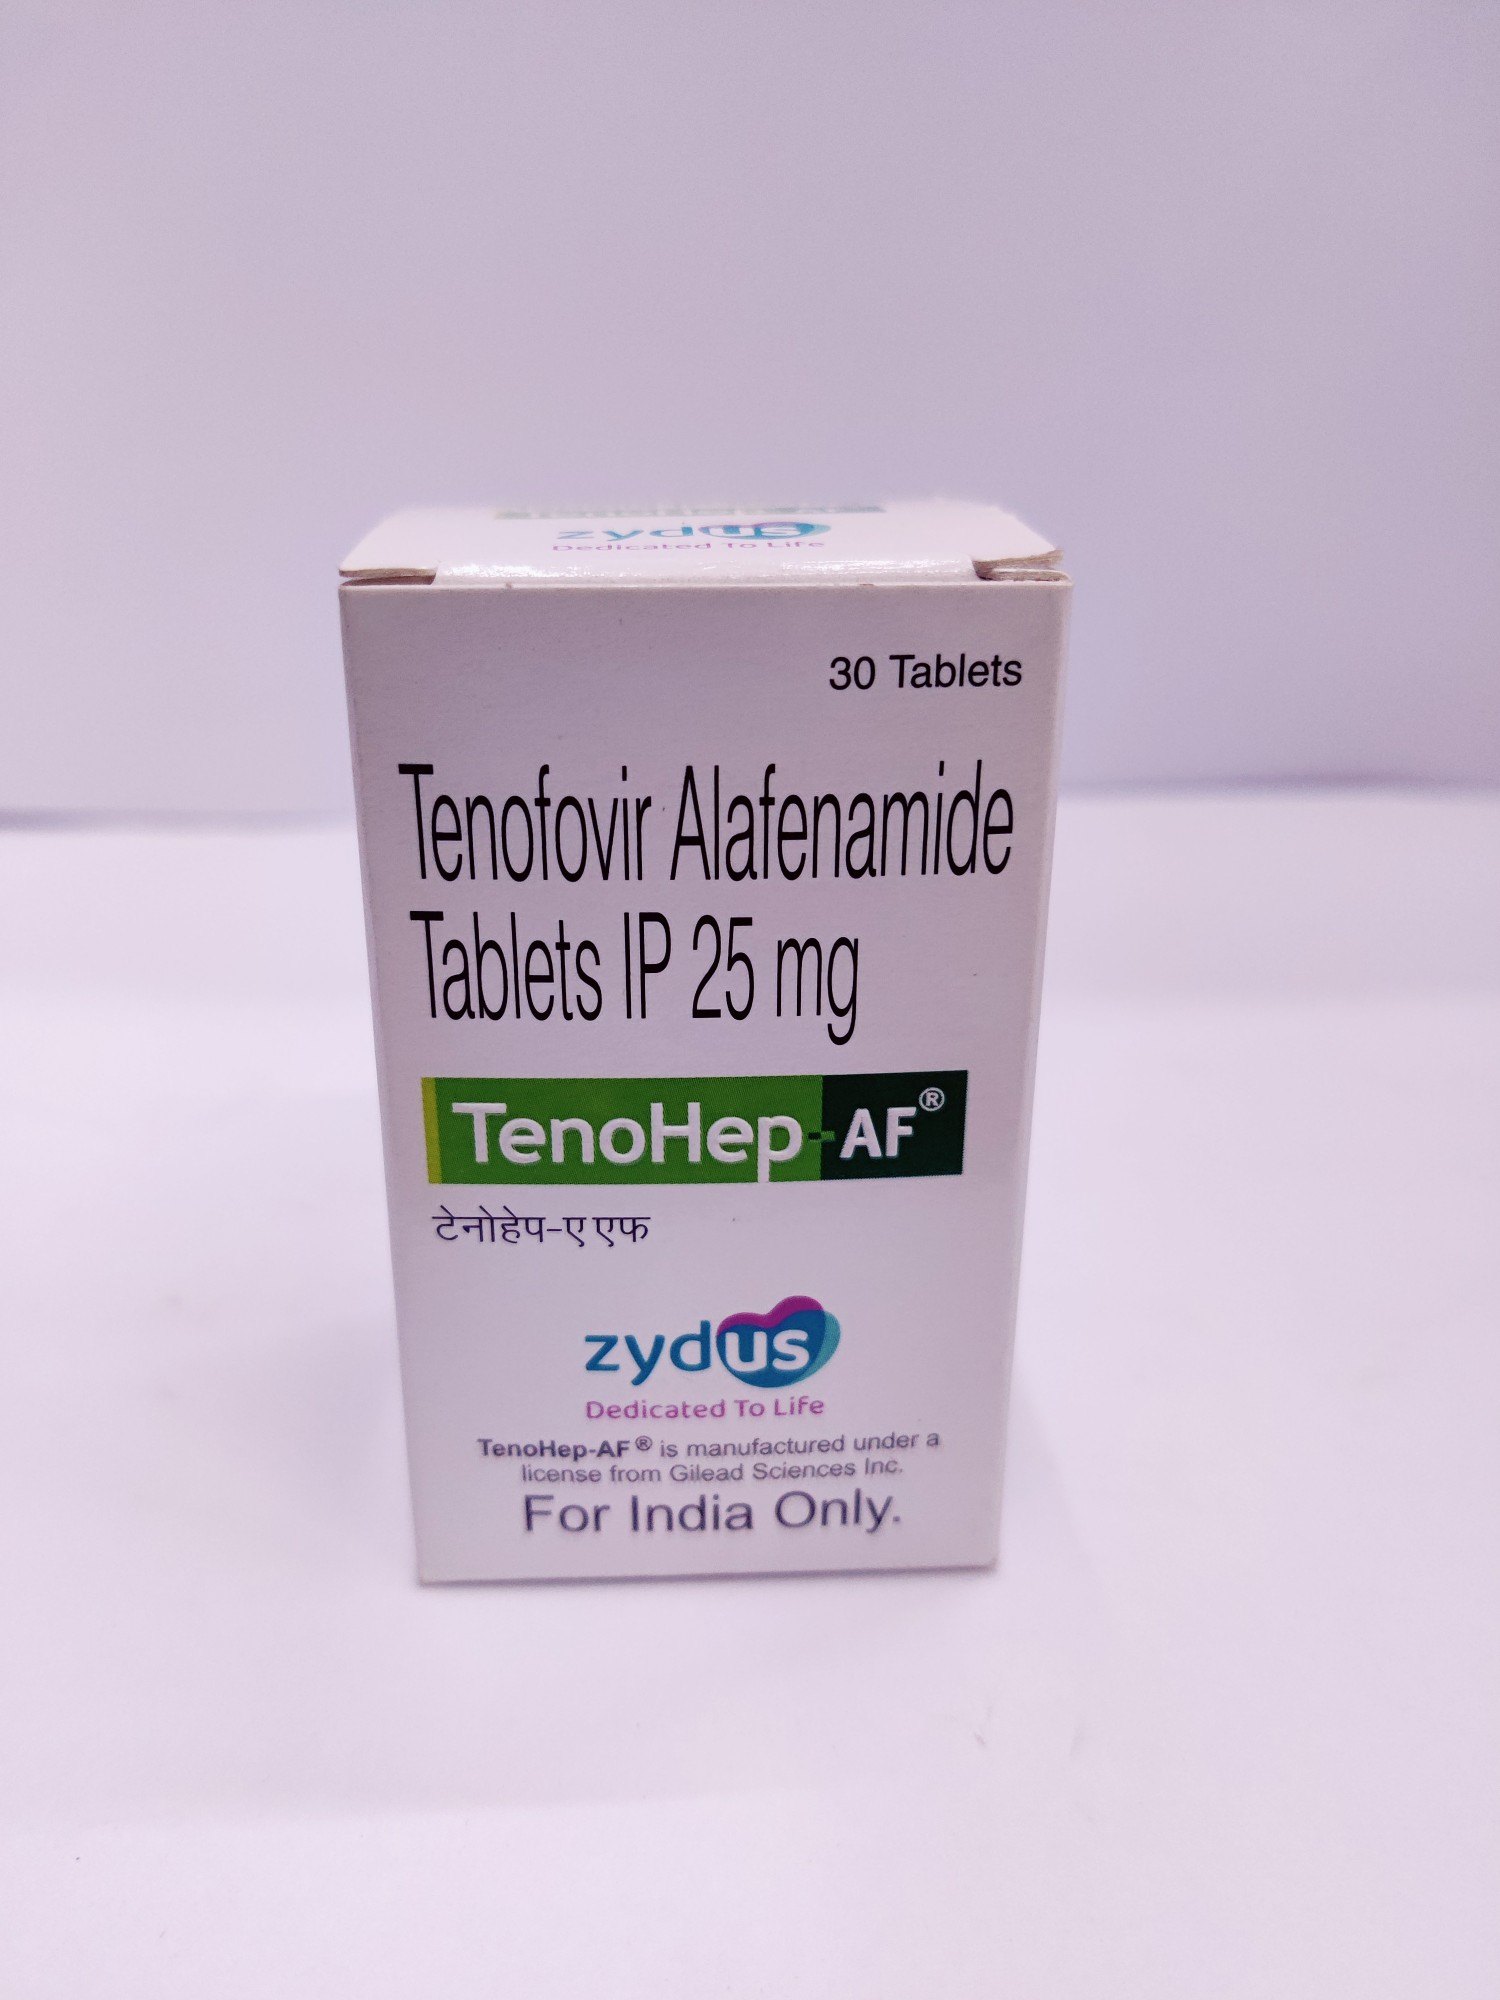 zydus
Dedicated To Life
30 Tablets
Tenofovir Alafenamide
Tablets IP 25 mg
TenoHep-AF®
टेनोहेप-ए एफ
zydus
Dedicated To Life
TenoHep-AF® is manufactured under a
license from Gilead Sciences Inc.
For India Only.